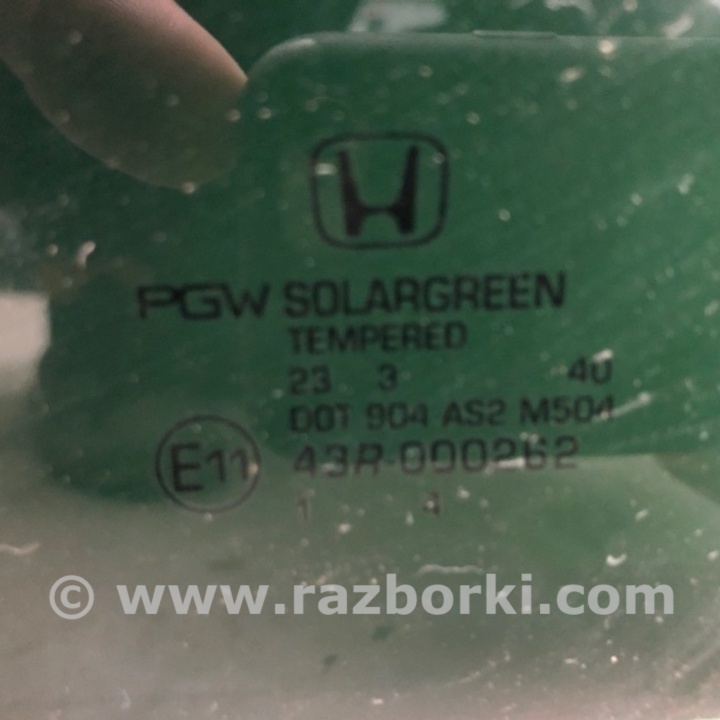 PGW SOLARGREEN
TEMPERED
23 3 40
DOT 904 AS2 M504
E11 43R-000262
1 4
© www.razborki.com